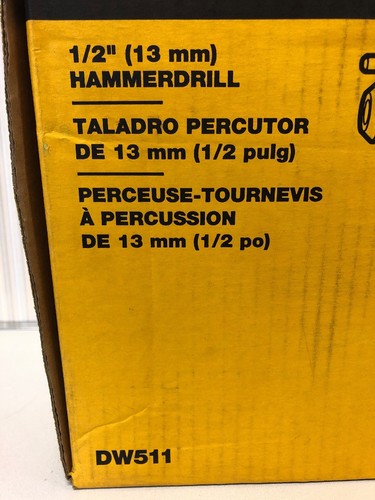 1/2" (13 mm)
HAMMERDRILL
TALADRO PERCUTOR
DE 13 mm (1/2 pulg)
PERCEUSE-TOURNEVIS
À PERCUSSION
DE 13 mm (1/2 po)
DW511